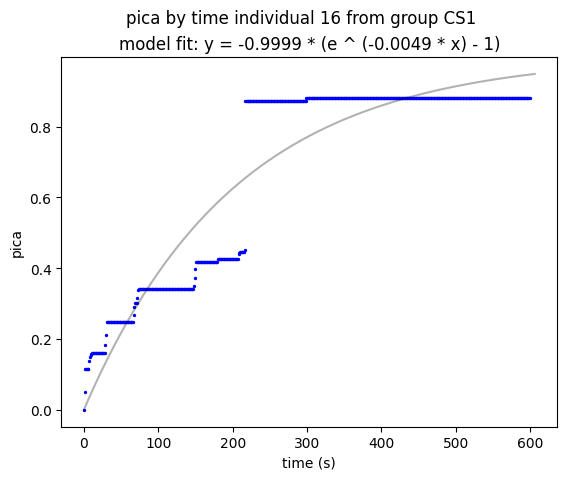 pica by time individual 16 from group CS1
model fit: y = -0.9999 * (e ^ (-0.0049 * x) - 1)
0.8
0.6
0.4
0.2
0.0
pica
0 100 200 300 400 500 600
time (s)